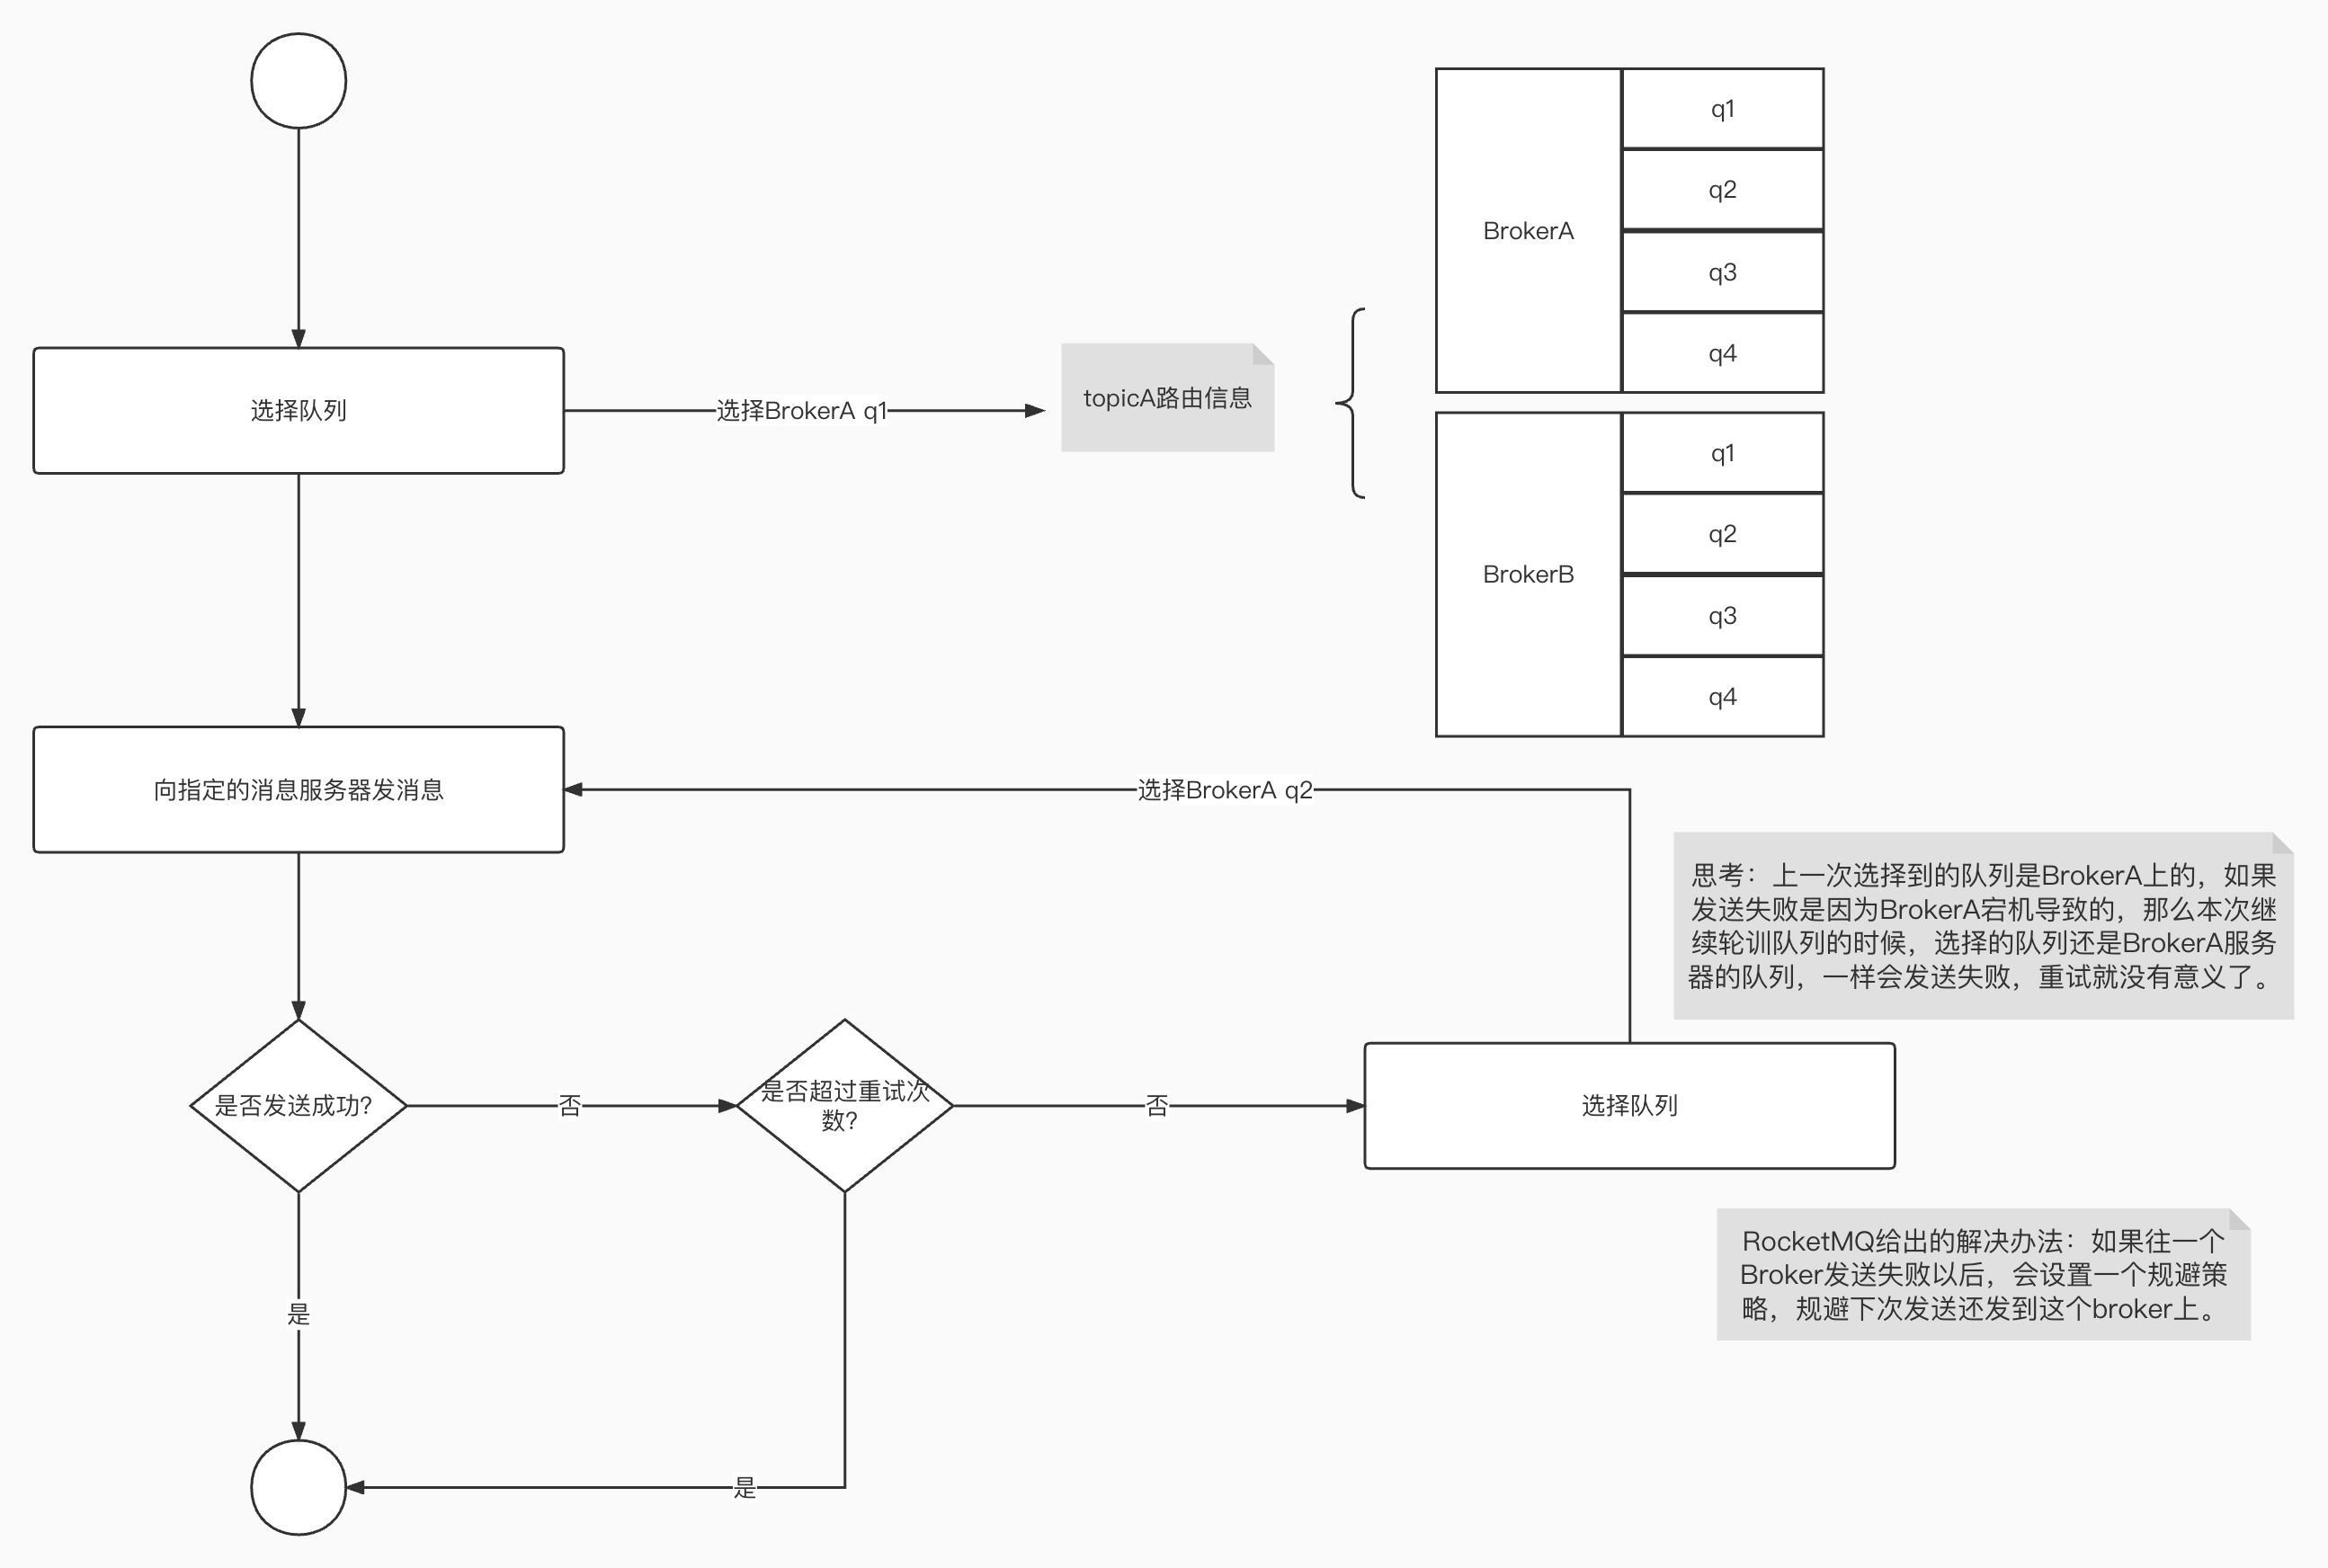 q1
q2
BrokerA
q3
q4
选择队列
选择BrokerA q1
topicA路由信息
q1
q2
BrokerB
q3
q4
向指定的消息服务器发消息
选择BrokerA q2
思考：上一次选择到的队列是BrokerA上的，如果
发送失败是因为BrokerA宕机导致的，那么本次继
续轮训队列的时候，选择的队列还是BrokerA服务
器的队列，一样会发送失败，重试就没有意义了。
是否发送成功？
否
是否超过重试次
数？
否
选择队列
RocketMQ给出的解决办法：如果往一个
Broker发送失败以后，会设置一个规避策
略，规避下次发送还发到这个broker上。
是
是